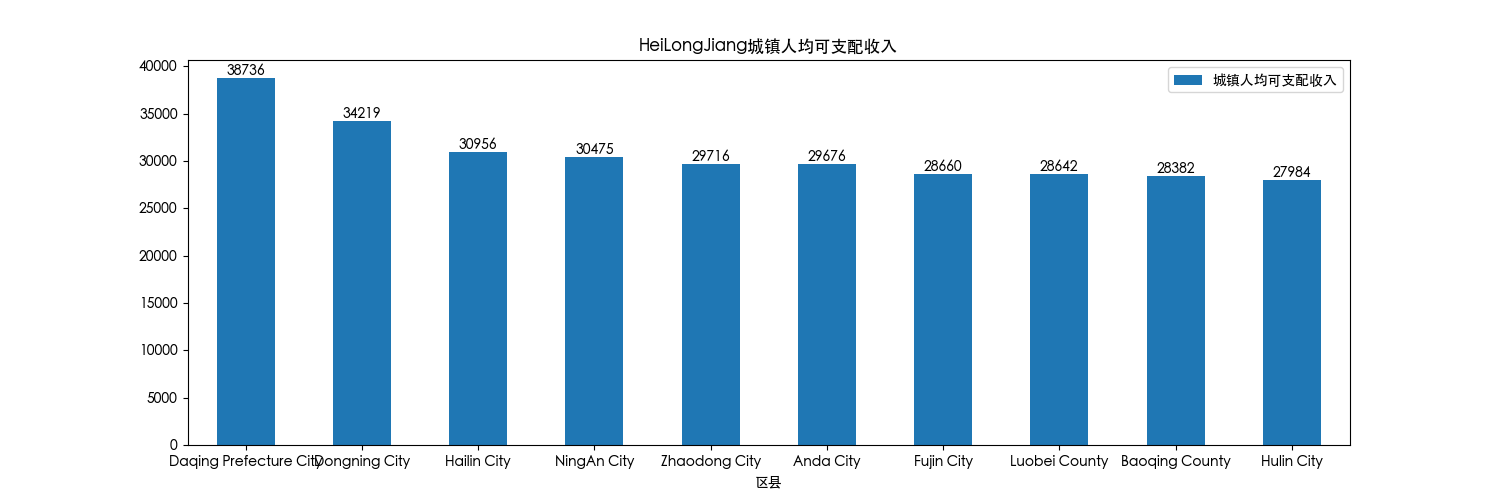 HeiLongJiang城镇人均可支配收入
城镇人均可支配收入
40000
35000
30000
25000
20000
15000
10000
5000
0
38736
34219
30956
30475
29716
29676
28660
28642
28382
27984
Daqing Prefecture City
Dongning City
Hailin City
NingAn City
Zhaodong City
Anda City
Fujin City
Luobei County
Baoqing County
Hulin City
区县